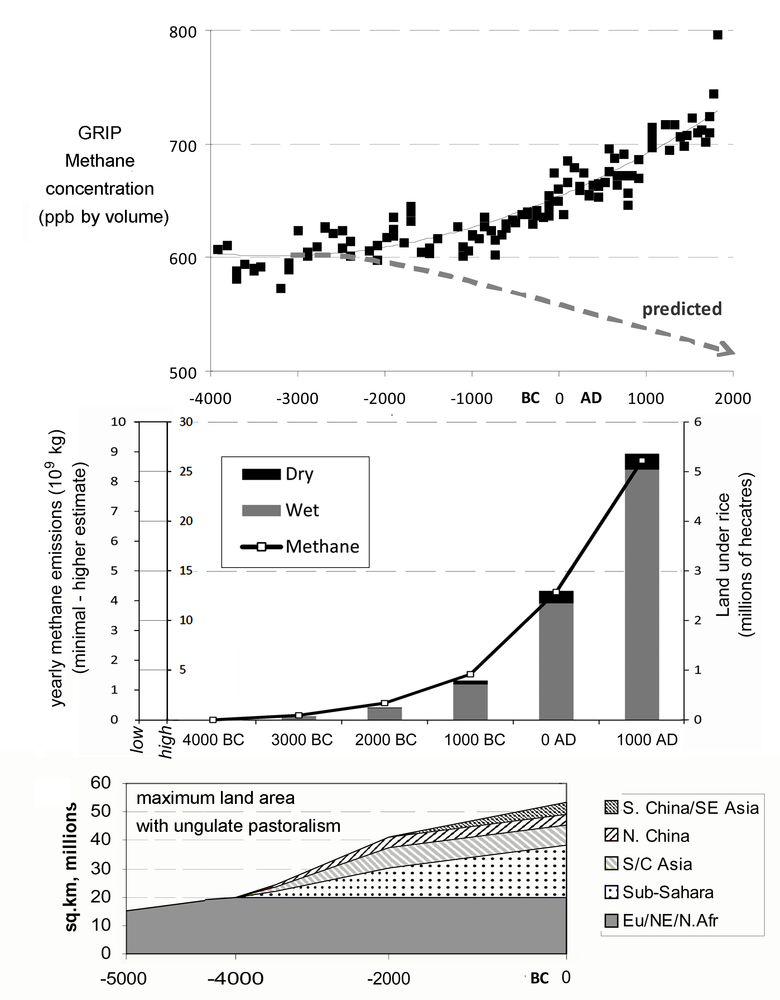 800
GRIP
Methane
concentration
(ppb by volume)
700
600
predicted
500
-4000 -3000 -2000 -1000 BC 0 AD 1000 2000
yearly methane emissions (10⁹ kg)
(minimal - higher estimate)
10
9
8
7
6
5
4
3
2
1
0
30
25
20
15
10
5
low
high
Dry
Wet
Methane
6
5
4
3
2
1
0
Land under rice
(millions of hecatres)
4000 BC 3000 BC 2000 BC 1000 BC 0 AD 1000 AD
sq.km, millions
60
50
40
30
20
10
0
maximum land area
with ungulate pastoralism
S. China/SE Asia
N. China
S/C Asia
Sub-Sahara
Eu/NE/N.Afr
-5000 -4000 -2000 BC 0